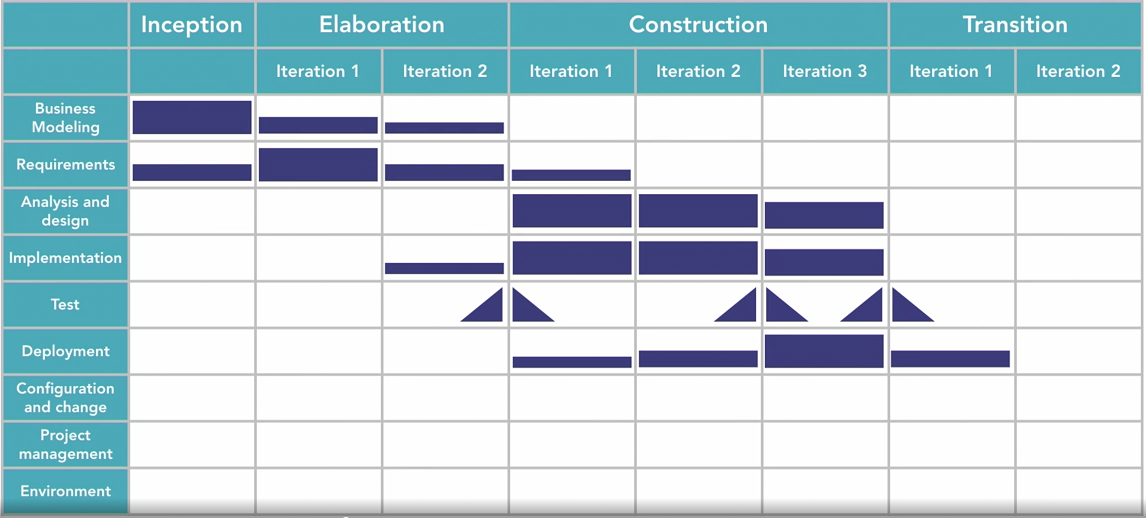 Inception Elaboration Construction Transition
Iteration 1 Iteration 2 Iteration 1 Iteration 2 Iteration 3 Iteration 1 Iteration 2
Business
Modeling
Requirements
Analysis and
design
Implementation
Test
Deployment
Configuration
and change
Project
management
Environment